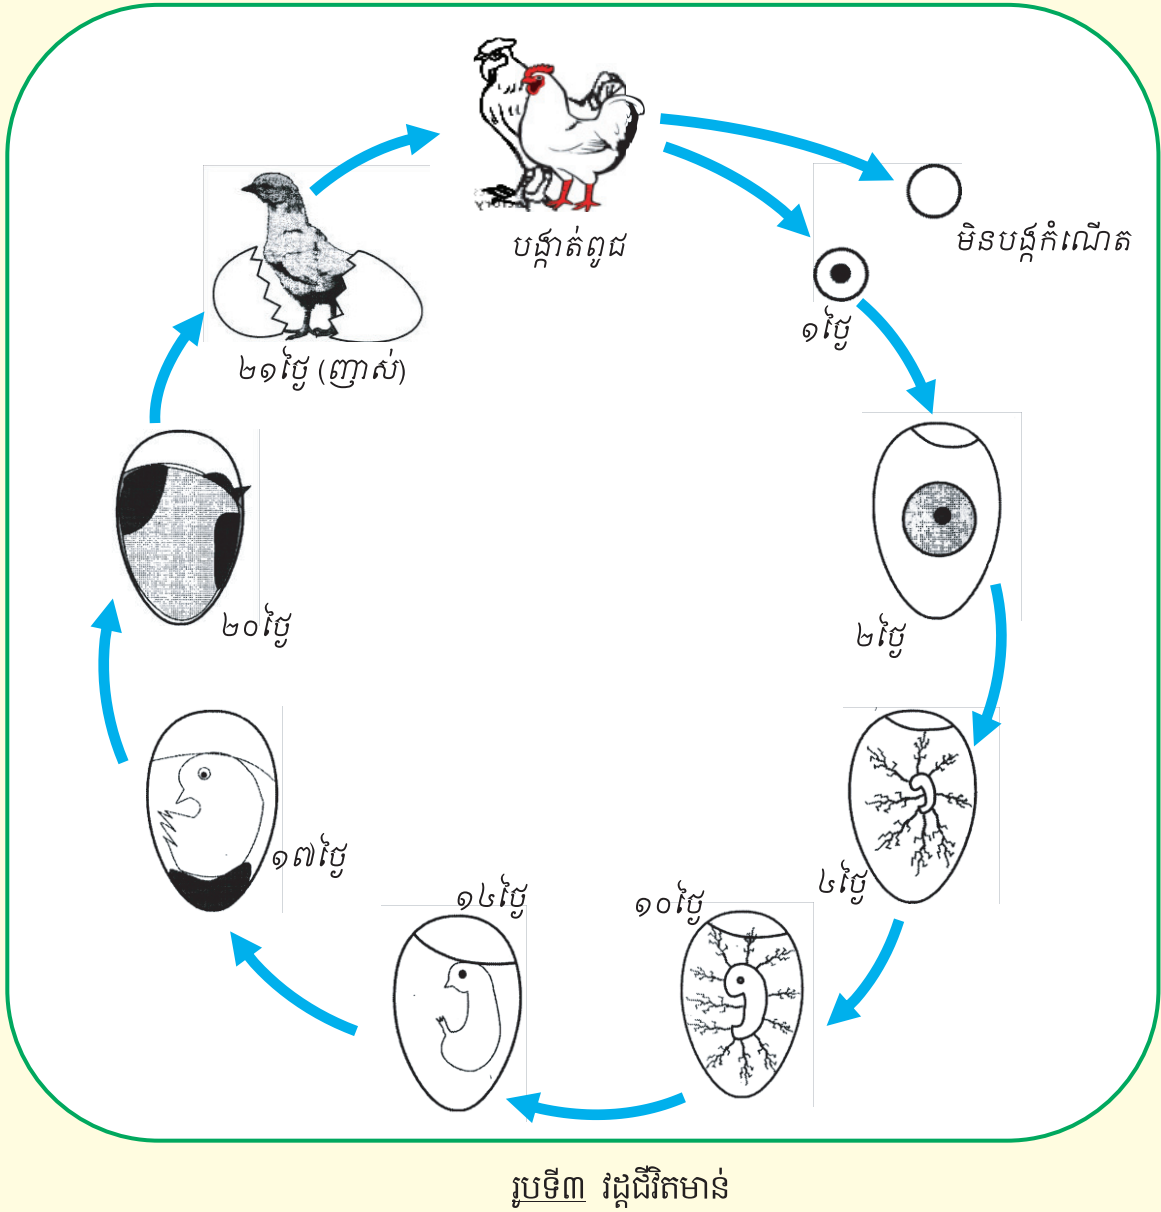 បង្កាត់ពូជ
មិនបង្កកំណើត
១ថ្ងៃ
២ថ្ងៃ
៤ថ្ងៃ
១០ថ្ងៃ
១៤ថ្ងៃ
១៧ថ្ងៃ
២០ថ្ងៃ
២១ថ្ងៃ (ញាស់)
រូបទី៣ វដ្ដជីវិតមាន់